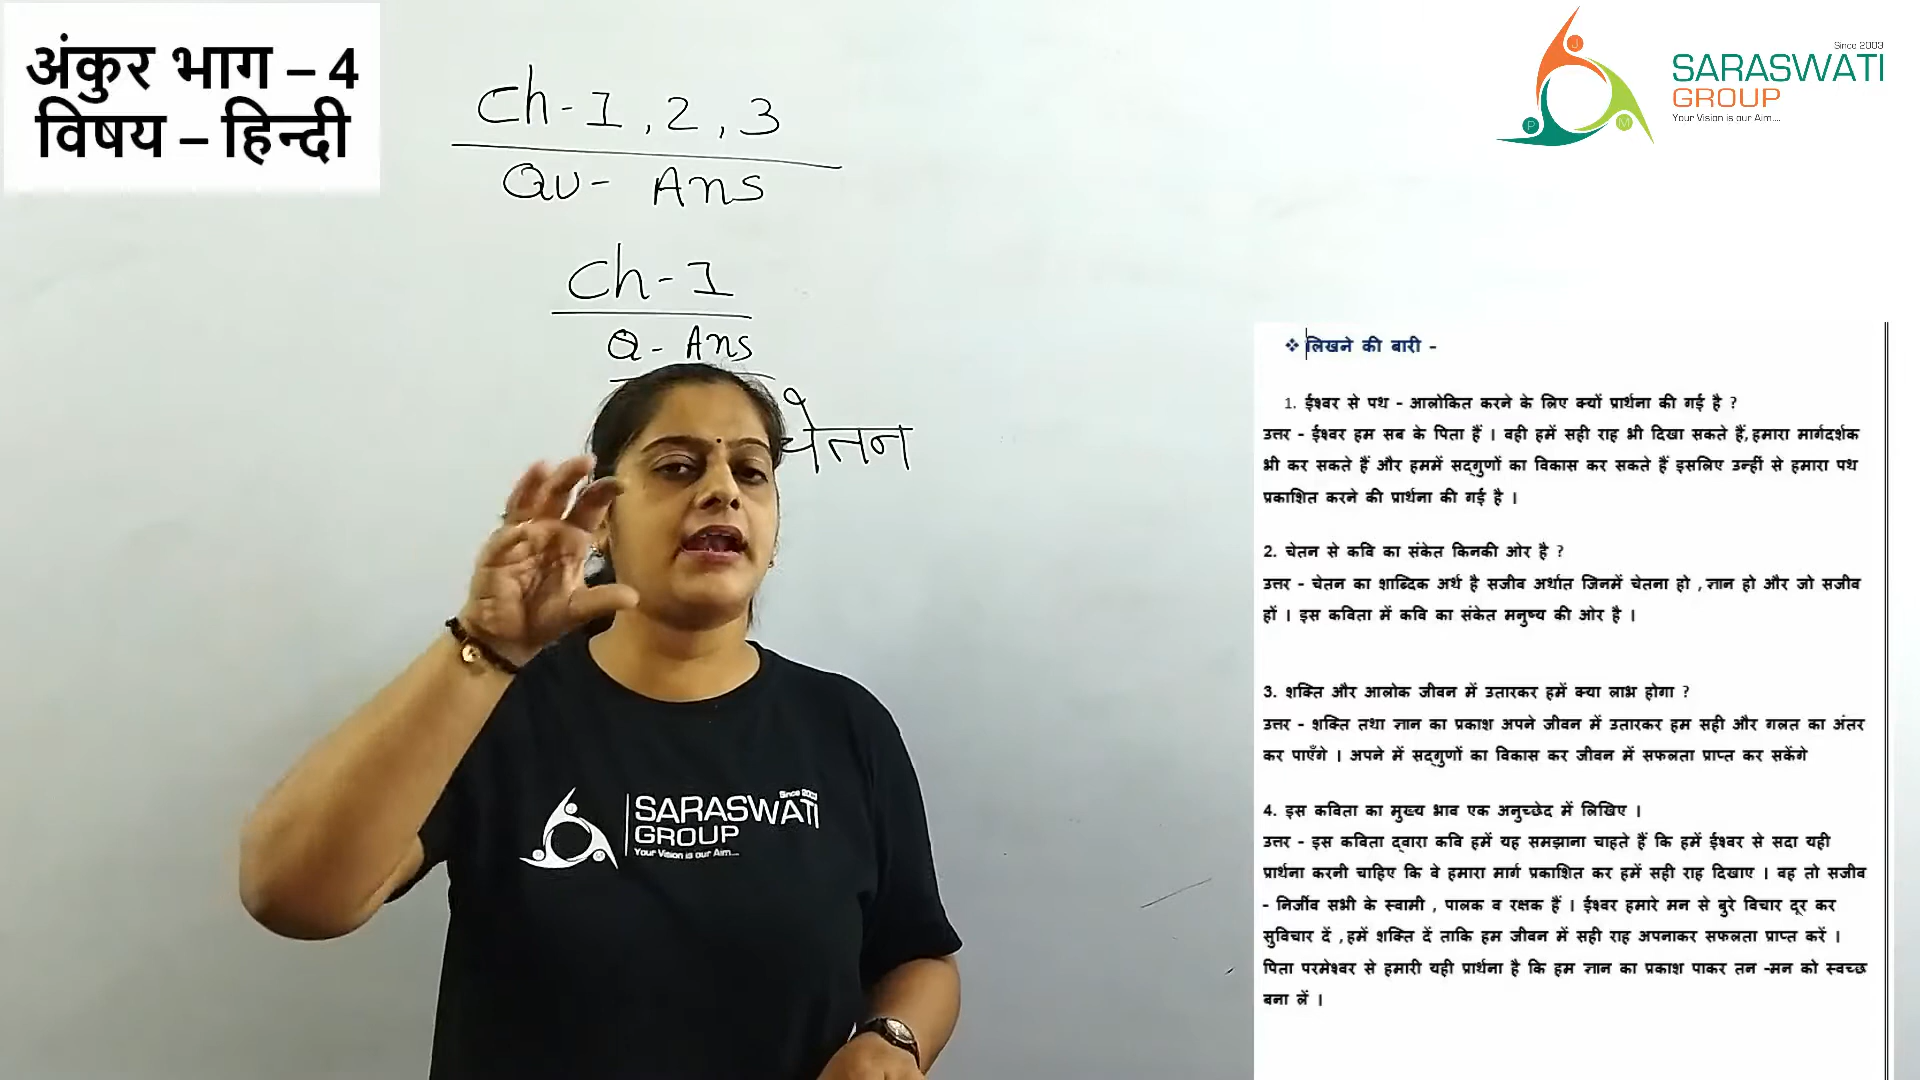 अंकुर भाग – 4
विषय – हिन्दी
Ch-1,2,3
Qu- Ans
Ch-1
Q- Ans
चेतन
Since 2003
SARASWATI
GROUP
Your Vision is our Aim....
J
P
M
❖ लिखने की बारी -
1. ईश्वर से पथ - आलोकित करने के लिए क्यों प्रार्थना की गई है ?
उत्तर - ईश्वर हम सब के पिता हैं । वही हमें सही राह भी दिखा सकते हैं,हमारा मार्गदर्शक
भी कर सकते हैं और हममें सद्गुणों का विकास कर सकते हैं इसलिए उन्हीं से हमारा पथ
प्रकाशित करने की प्रार्थना की गई है ।
2. चेतन से कवि का संकेत किनकी ओर है ?
उत्तर - चेतन का शाब्दिक अर्थ है सजीव अर्थात जिनमें चेतना हो , ज्ञान हो और जो सजीव
हों । इस कविता में कवि का संकेत मनुष्य की ओर है ।
3. शक्ति और आलोक जीवन में उतारकर हमें क्या लाभ होगा ?
उत्तर - शक्ति तथा ज्ञान का प्रकाश अपने जीवन में उतारकर हम सही और गलत का अंतर
कर पाएँगे । अपने में सद्गुणों का विकास कर जीवन में सफलता प्राप्त कर सकेंगे
4. इस कविता का मुख्य भाव एक अनुच्छेद में लिखिए ।
उत्तर - इस कविता द्वारा कवि हमें यह समझाना चाहते हैं कि हमें ईश्वर से सदा यही
प्रार्थना करनी चाहिए कि वे हमारा मार्ग प्रकाशित कर हमें सही राह दिखाए । वह तो सजीव
- निर्जीव सभी के स्वामी , पालक व रक्षक हैं । ईश्वर हमारे मन से बुरे विचार दूर कर
सुविचार दें ,हमें शक्ति दें ताकि हम जीवन में सही राह अपनाकर सफलता प्राप्त करें ।
पिता परमेश्वर से हमारी यही प्रार्थना है कि हम ज्ञान का प्रकाश पाकर तन -मन को स्वच्छ
बना लें ।
Since 2003
SARASWATI
GROUP
Your Vision is our Aim....